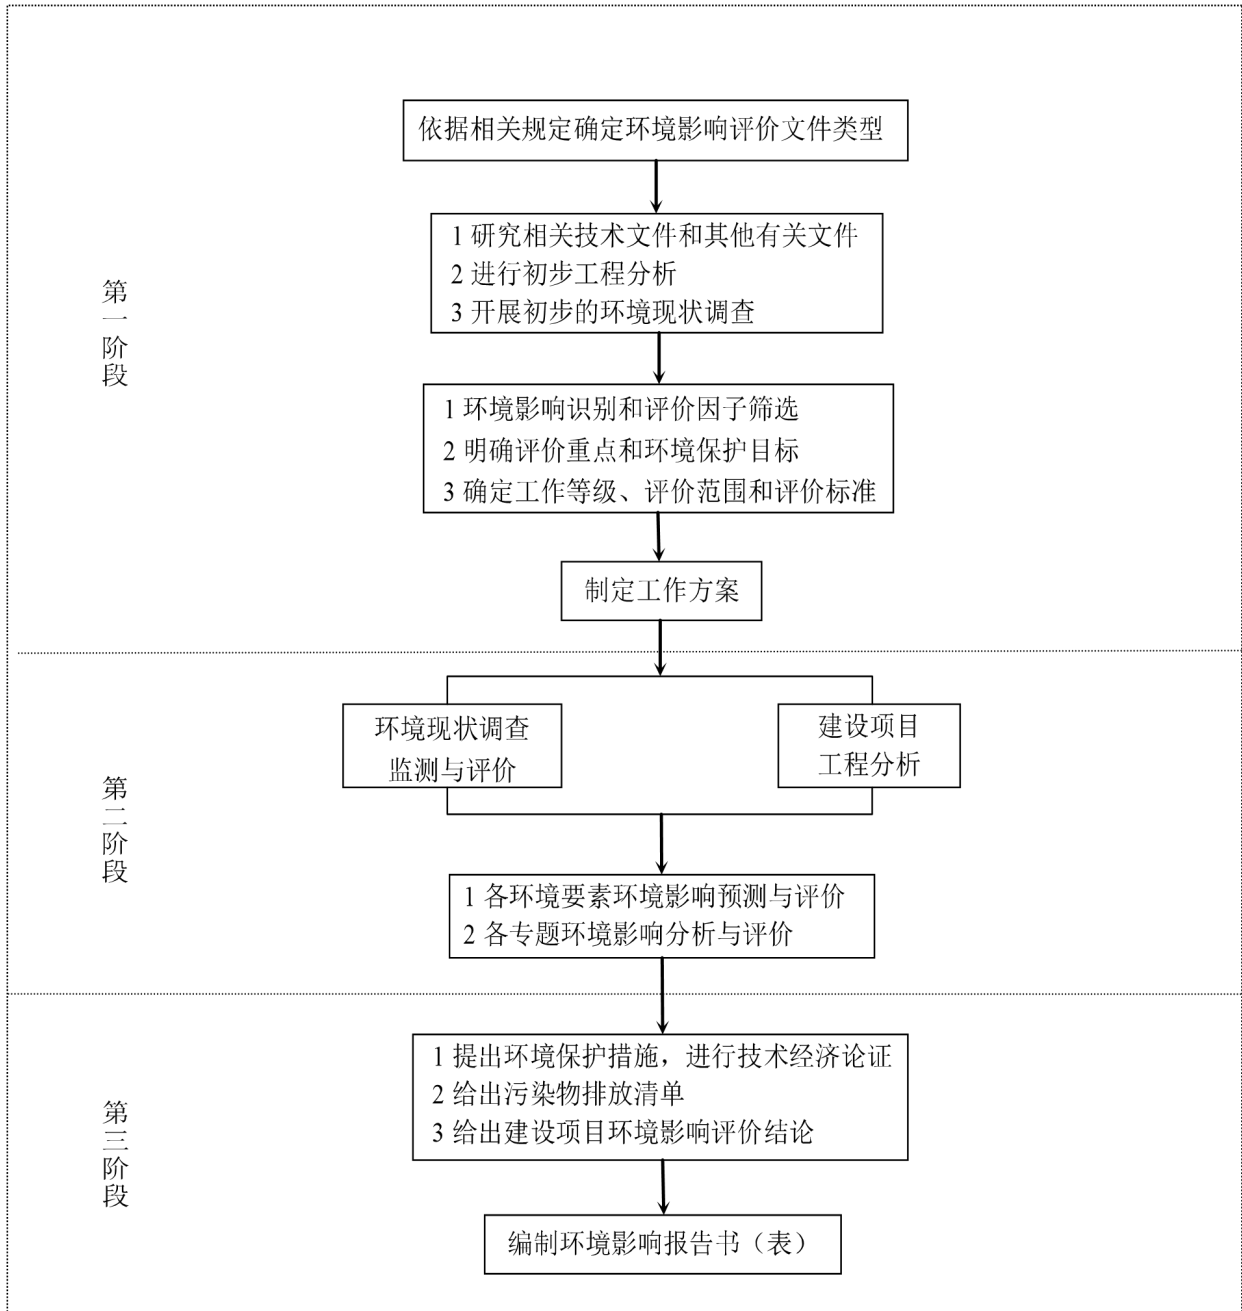 依据相关规定确定环境影响评价文件类型
1 研究相关技术文件和其他有关文件
2 进行初步工程分析
3 开展初步的环境现状调查
第一阶段
1 环境影响识别和评价因子筛选
2 明确评价重点和环境保护目标
3 确定工作等级、评价范围和评价标准
制定工作方案
环境现状调查
监测与评价
建设项目
工程分析
第二阶段
1 各环境要素环境影响预测与评价
2 各专题环境影响分析与评价
1 提出环境保护措施，进行技术经济论证
2 给出污染物排放清单
3 给出建设项目环境影响评价结论
第三阶段
编制环境影响报告书（表）